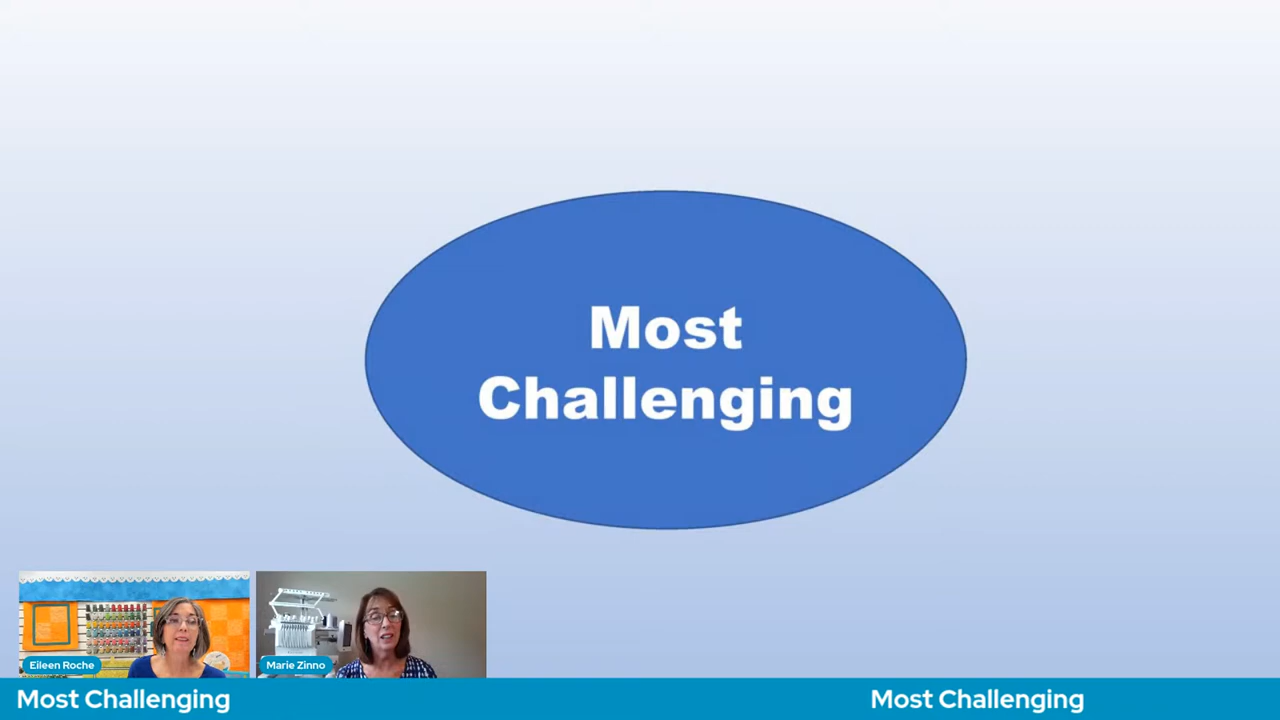 Most
Challenging
Eileen Roche
Marie Zinno
Most Challenging
Most Challenging